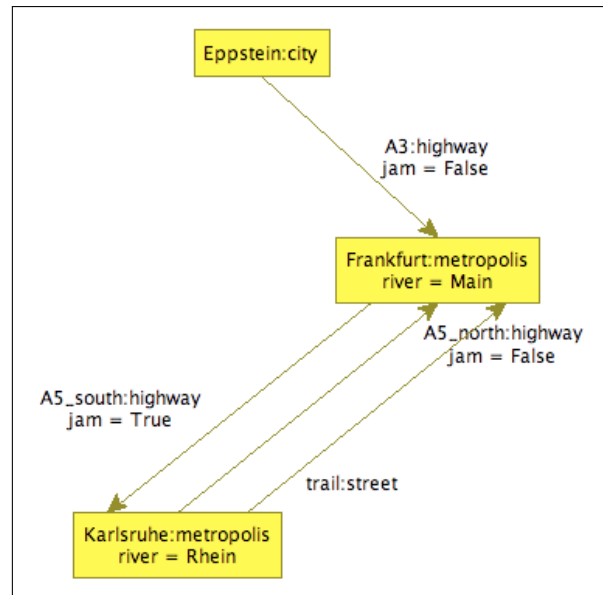 Eppstein:city
A3:highway
jam = False
Frankfurt:metropolis
river = Main
A5_north:highway
jam = False
A5_south:highway
jam = True
trail:street
Karlsruhe:metropolis
river = Rhein